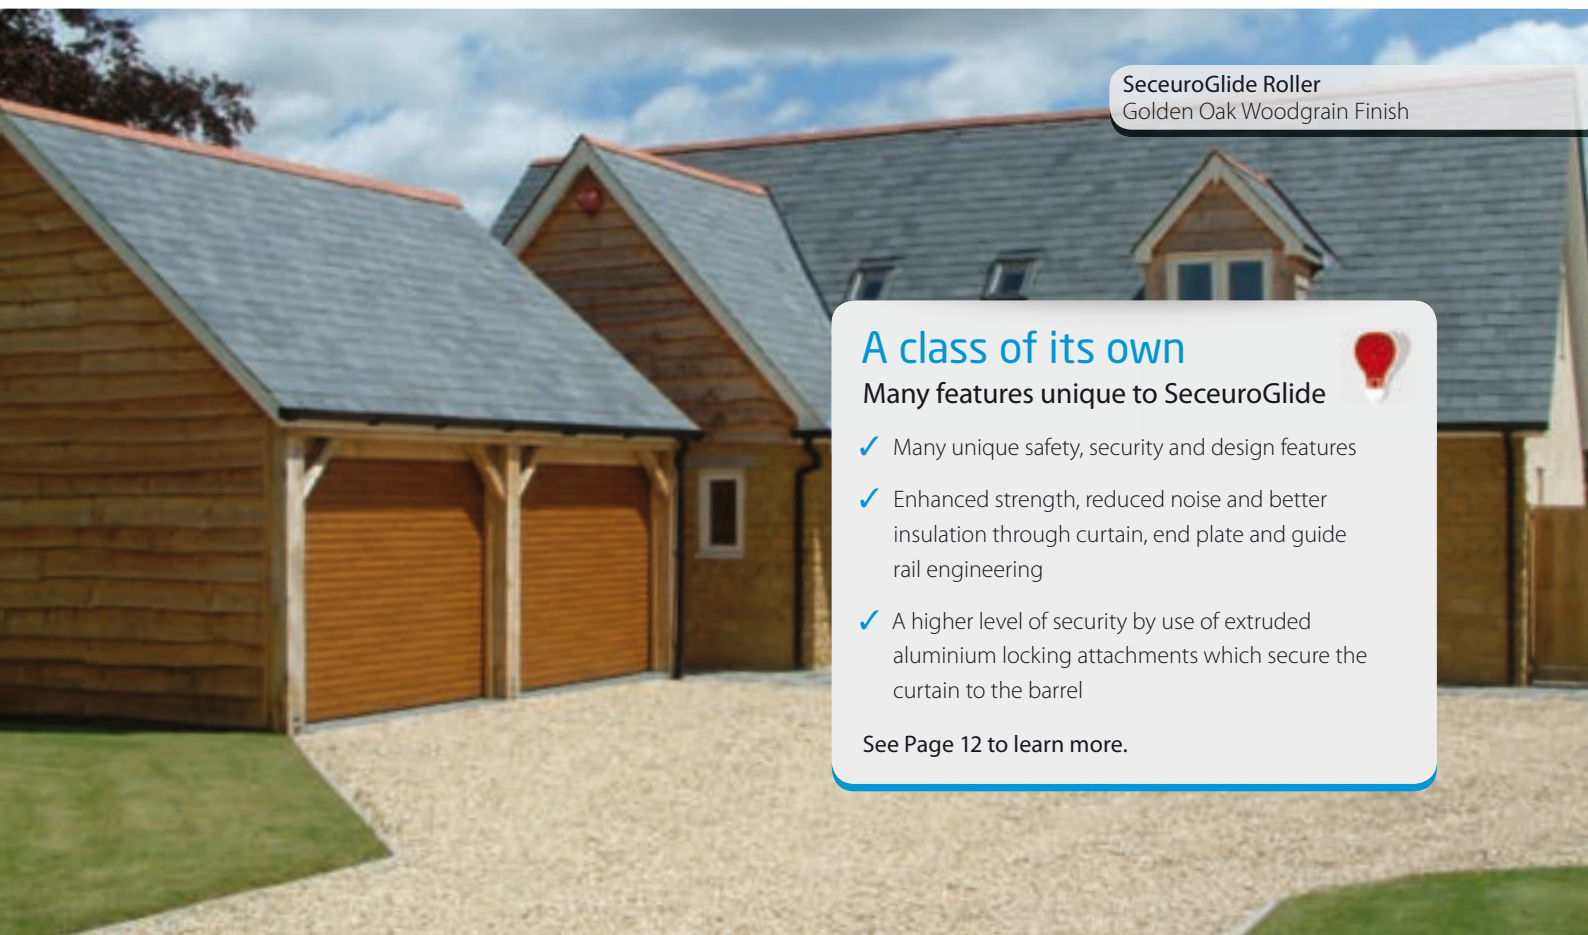 SeceuroGlide Roller
Golden Oak Woodgrain Finish
A class of its own
Many features unique to SeceuroGlide
✓ Many unique safety, security and design features
✓ Enhanced strength, reduced noise and better
insulation through curtain, end plate and guide
rail engineering
✓ A higher level of security by use of extruded
aluminium locking attachments which secure the
curtain to the barrel
See Page 12 to learn more.